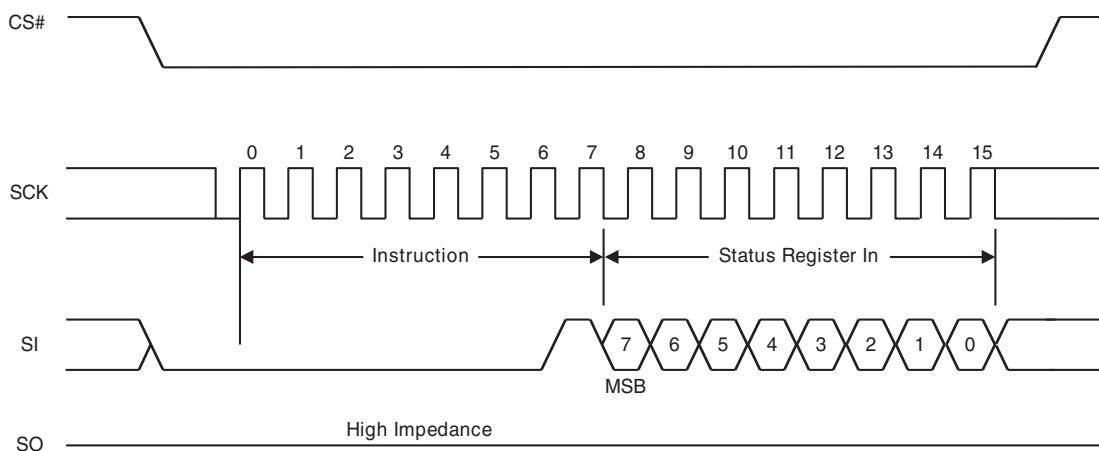 CS#
0 1 2 3 4 5 6 7 8 9 10 11 12 13 14 15
SCK
Instruction
Status Register In
SI
7 6 5 4 3 2 1 0
MSB
High Impedance
SO